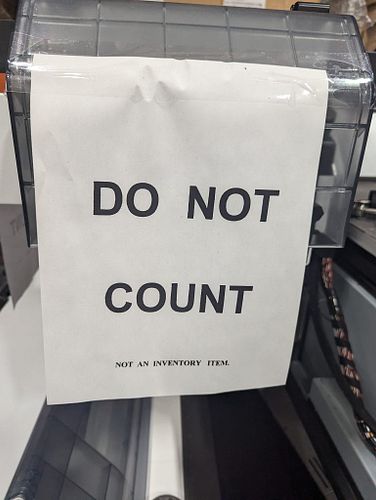 DO NOT
COUNT
NOT AN INVENTORY ITEM.